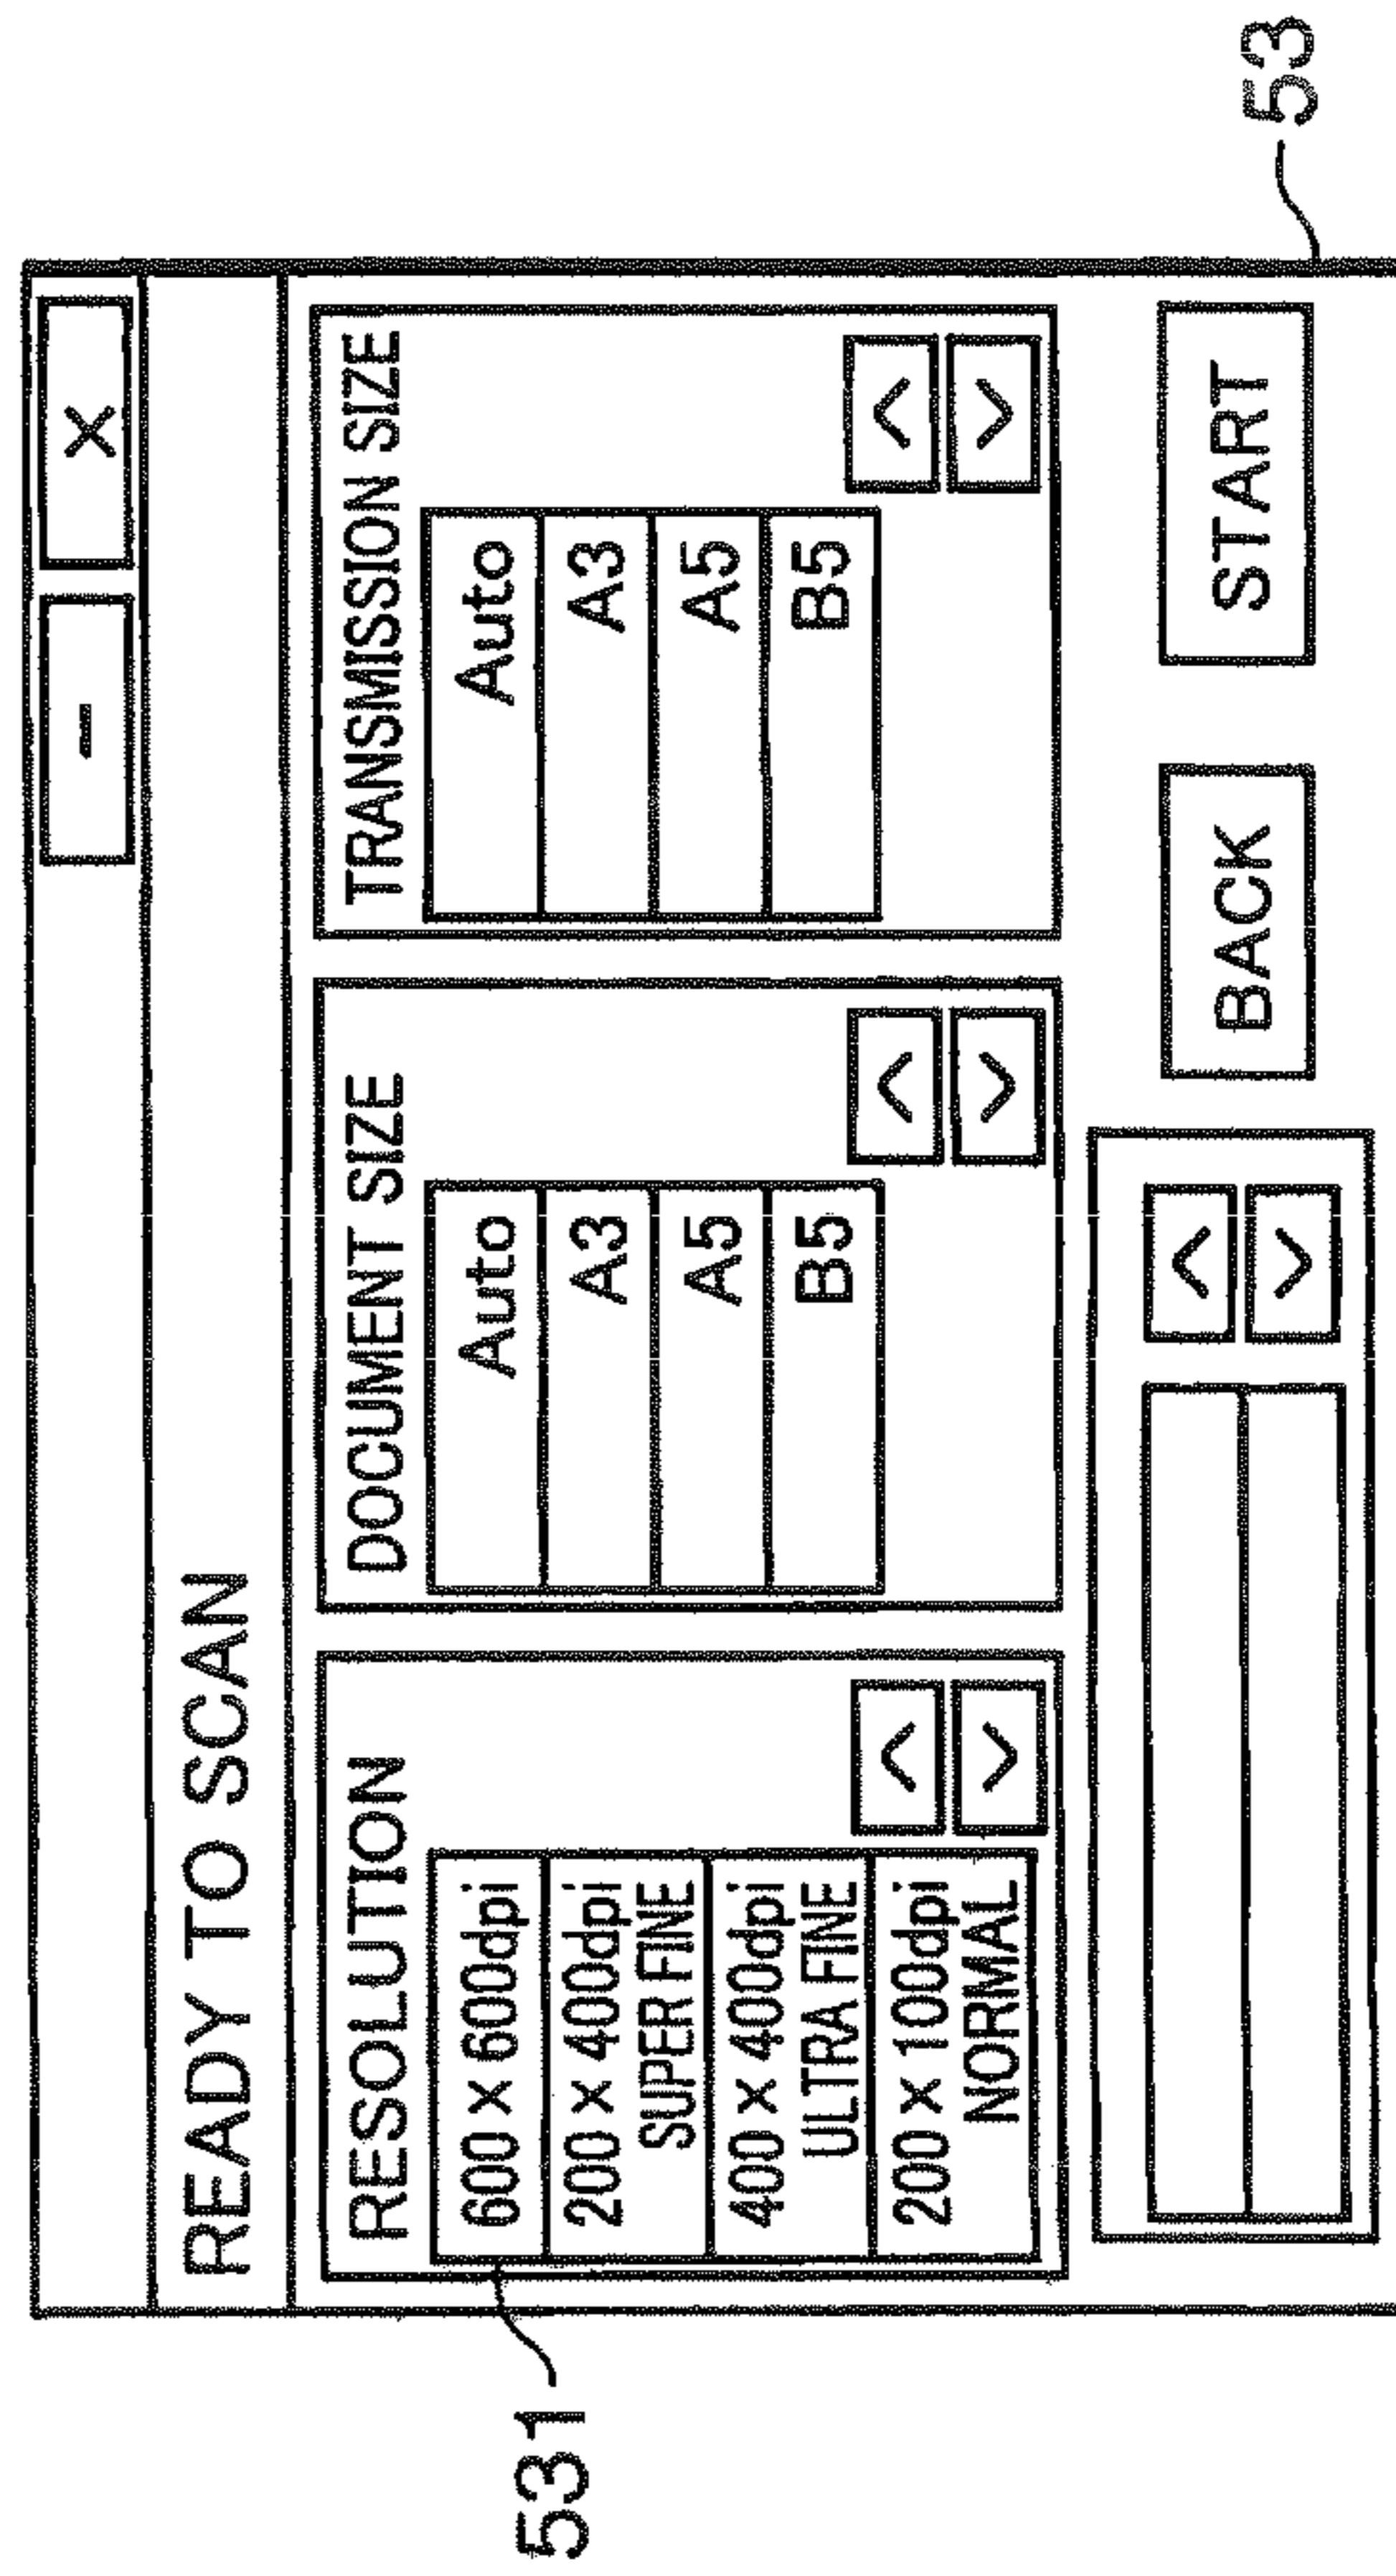 - ×
READY TO SCAN
RESOLUTION
600 × 600dpi
200 × 400dpi
SUPER FINE
400 × 400dpi
ULTRA FINE
200 × 100dpi
NORMAL
DOCUMENT SIZE
Auto
A3
A5
B5
TRANSMISSION SIZE
Auto
A3
A5
B5
BACK
START
531
53